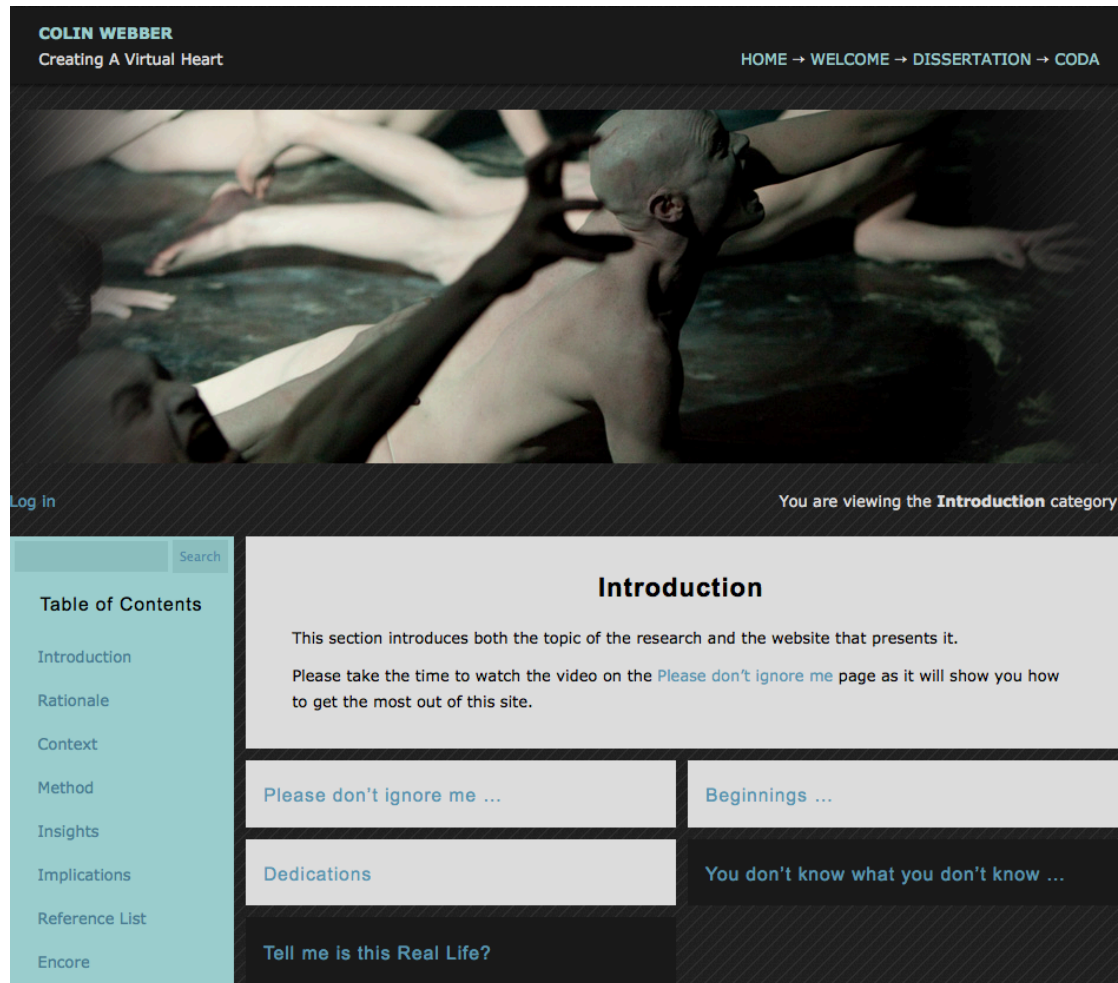 COLIN WEBBER
Creating A Virtual Heart
HOME → WELCOME → DISSERTATION → CODA
Log in
You are viewing the Introduction category
Search
Table of Contents
Introduction
Rationale
Context
Method
Insights
Implications
Reference List
Encore
Introduction
This section introduces both the topic of the research and the website that presents it.
Please take the time to watch the video on the Please don't ignore me page as it will show you how
to get the most out of this site.
Please don't ignore me ...
Beginnings ...
Dedications
You don't know what you don't know ...
Tell me is this Real Life?